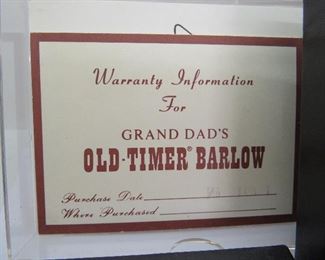 Warranty Information
For
GRAND DAD'S
OLD-TIMER® BARLOW
Purchase Date
Where Purchased